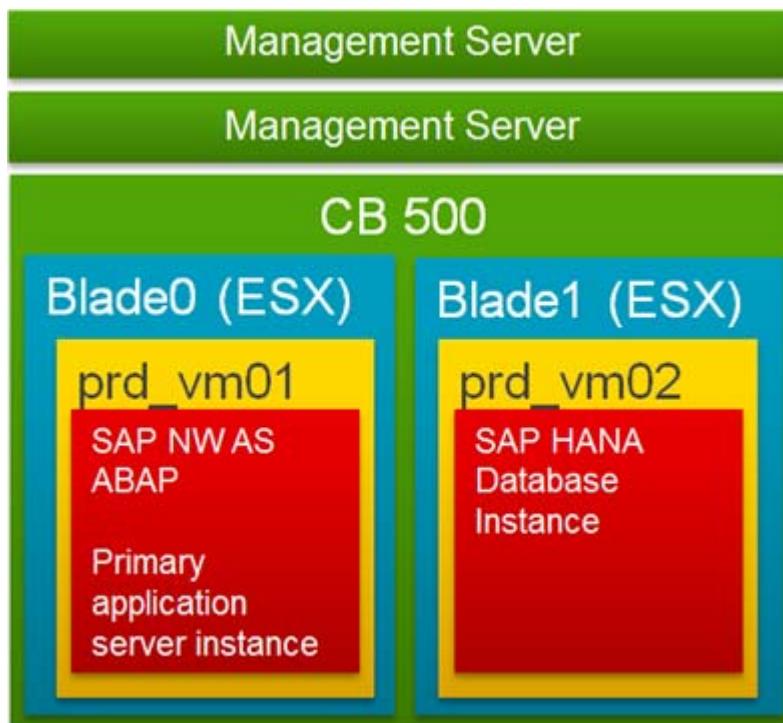 Management Server
Management Server
CB 500
Blade0 (ESX)
prd_vm01
SAP NW AS
ABAP
Primary
application
server instance
Blade1 (ESX)
prd_vm02
SAP HANA
Database
Instance